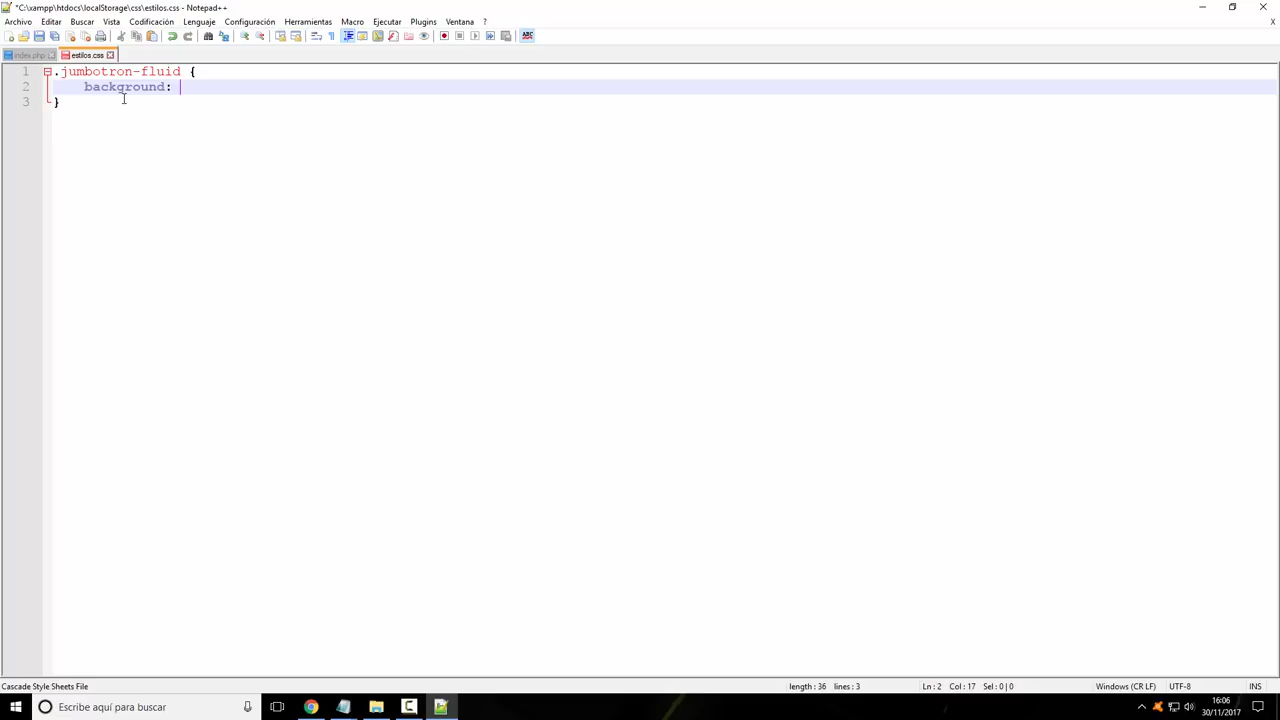 *C:\xampp\htdocs\localStorage\css\estilos.css - Notepad++
Archivo Editar Buscar Vista Codificación Lenguaje Configuración Herramientas Macro Ejecutar Plugins Ventana ?
X
ABC
index.php estilos.css
1 .jumbotron-fluid {
2 background:
3 }
Cascade Style Sheets File length : 36 lines : 3 Ln : 2 Col : 17 Sel : 0 | 0 Windows (CR LF) UTF-8 INS
Escribe aquí para buscar
16:06
30/11/2017